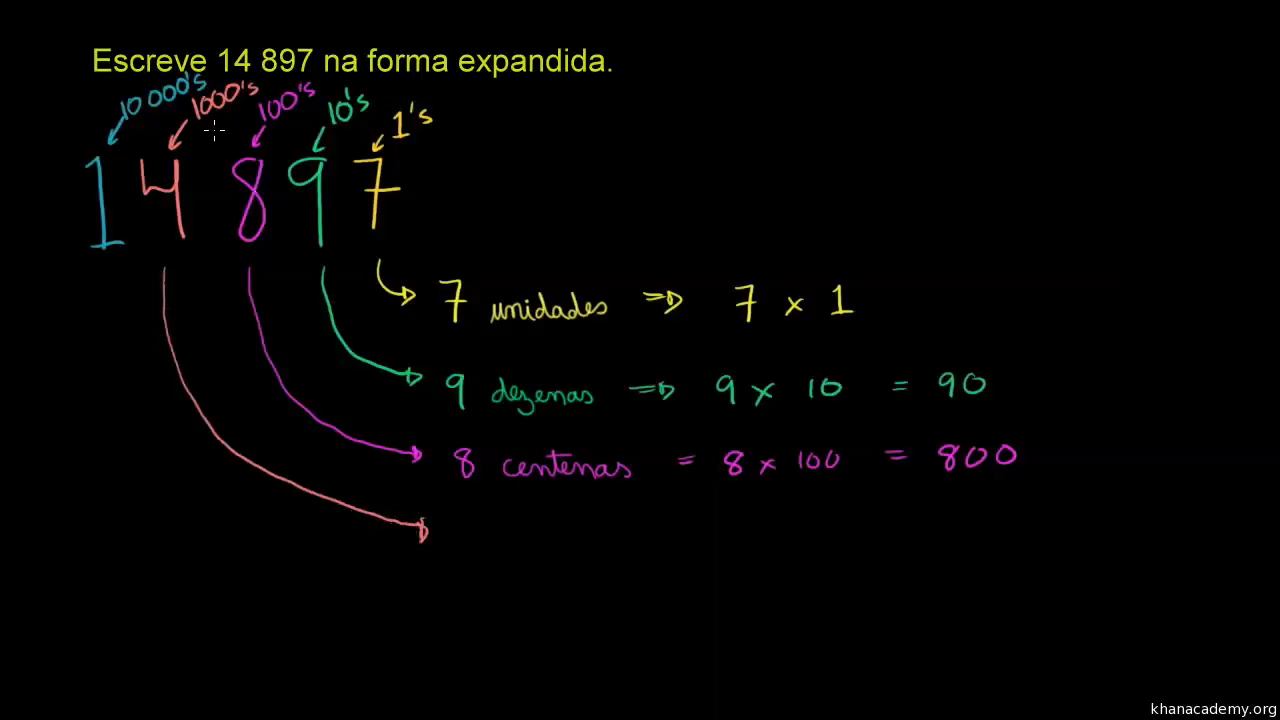 Escreve 14 897 na forma expandida.
10 000's 1000's 100's 10's 1's
1 4 8 9 7
7 unidades ⇒ 7 x 1
9 dezenas ⇒ 9 x 10 = 90
8 centenas = 8 x 100 = 800
khanacademy.org